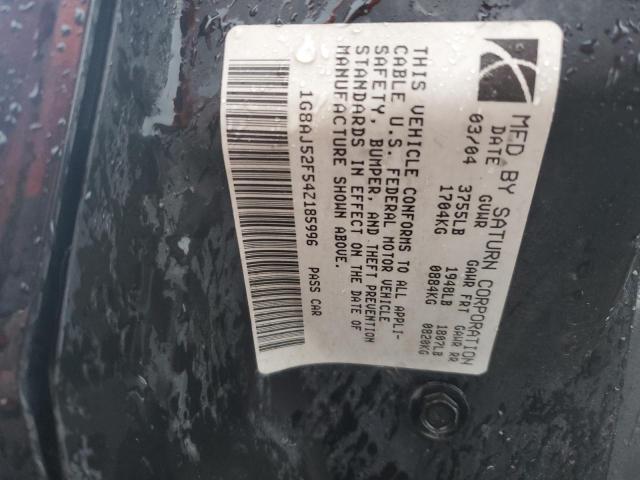 MFD BY SATURN CORPORATION
DATE GVWR GAWR FRT GAWR RR
03/04 3755LB 1948LB 1807LB
1704KG 0884KG 0820KG
THIS VEHICLE CONFORMS TO ALL APPLI-
CABLE U.S. FEDERAL MOTOR VEHICLE
SAFETY, BUMPER, AND THEFT PREVENTION
STANDARDS IN EFFECT ON THE DATE OF
MANUFACTURE SHOWN ABOVE.
1G8AJ52F54Z185996 PASS CAR